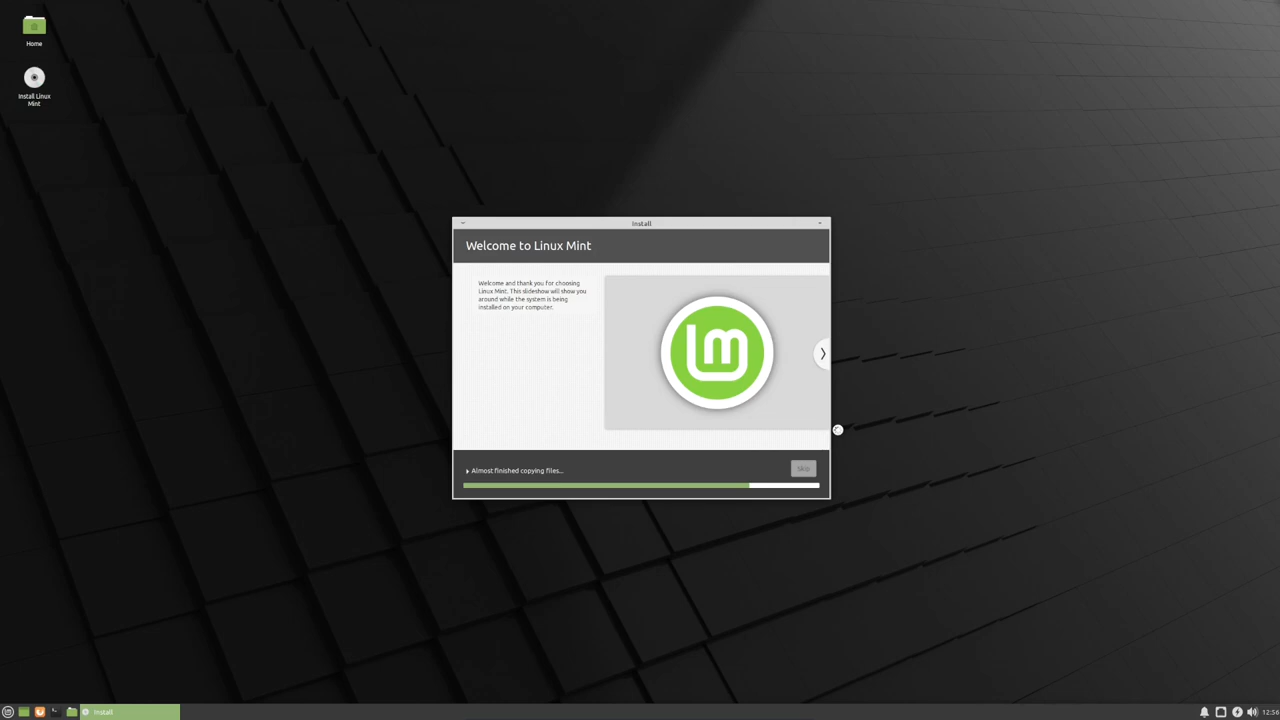 Home
Install Linux
Mint
Install
Welcome to Linux Mint
Welcome and thank you for choosing
Linux Mint. This slideshow will show you
around while the system is being
installed on your computer.
Almost finished copying files...
Skip
Install
12:56